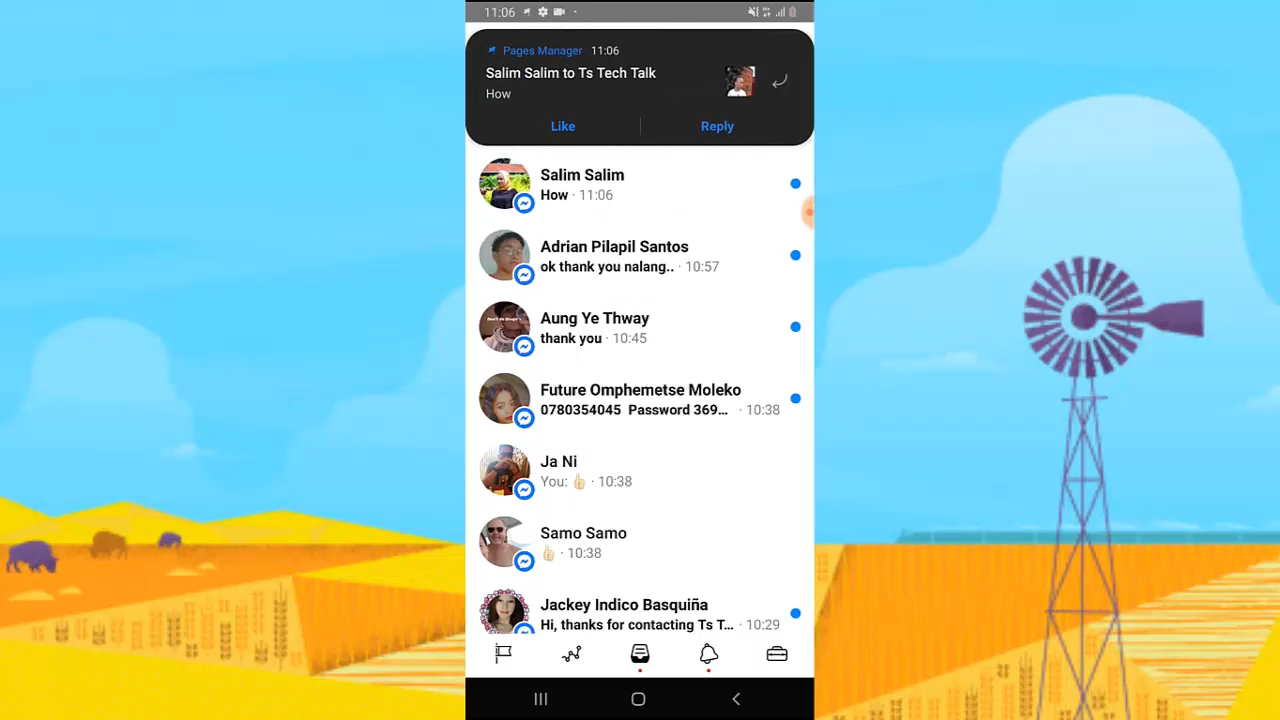 11:06
Pages Manager 11:06
Salim Salim to Ts Tech Talk
How
Like
Reply
Salim Salim
How · 11:06
Adrian Pilapil Santos
ok thank you nalang.. · 10:57
Aung Ye Thway
thank you · 10:45
Future Omphemetse Moleko
0780354045 Password 369... · 10:38
Ja Ni
You: 👍 · 10:38
Samo Samo
👍 · 10:38
Jackey Indico Basquiña
Hi, thanks for contacting Ts T... · 10:29